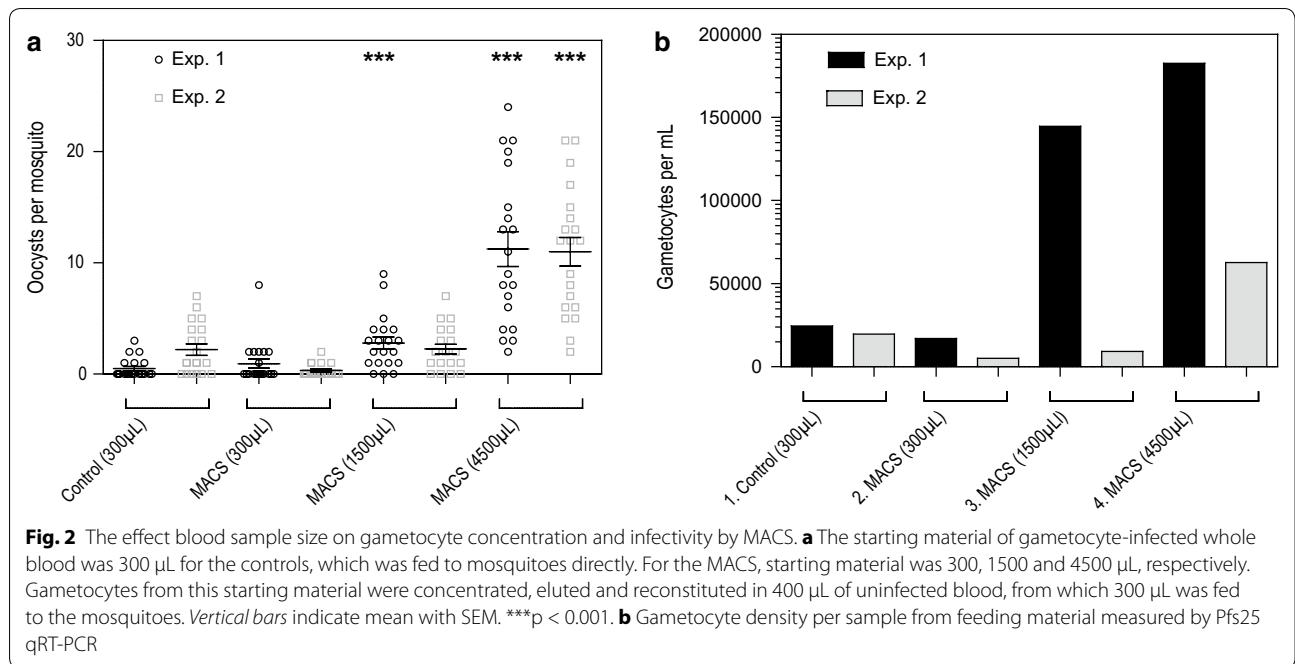 a
30
20
10
0
Oocysts per mosquito
Exp. 1
Exp. 2
***
*** ***
Control (300µL)
MACS (300µL)
MACS (1500µL)
MACS (4500µL)
b
200000
150000
100000
50000
0
Gametocytes per mL
Exp. 1
Exp. 2
1. Control (300µL)
2. MACS (300µL)
3. MACS (1500µLl)
4. MACS (4500µL)
Fig. 2 The effect blood sample size on gametocyte concentration and infectivity by MACS. a The starting material of gametocyte-infected whole
blood was 300 µL for the controls, which was fed to mosquitoes directly. For the MACS, starting material was 300, 1500 and 4500 µL, respectively.
Gametocytes from this starting material were concentrated, eluted and reconstituted in 400 µL of uninfected blood, from which 300 µL was fed
to the mosquitoes. Vertical bars indicate mean with SEM. ***p < 0.001. b Gametocyte density per sample from feeding material measured by Pfs25
qRT-PCR